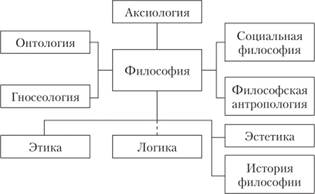 Аксиология
Онтология
Социальная
философия
Философия
Гносеология
Философская
антропология
Этика
Логика
Эстетика
История
философии